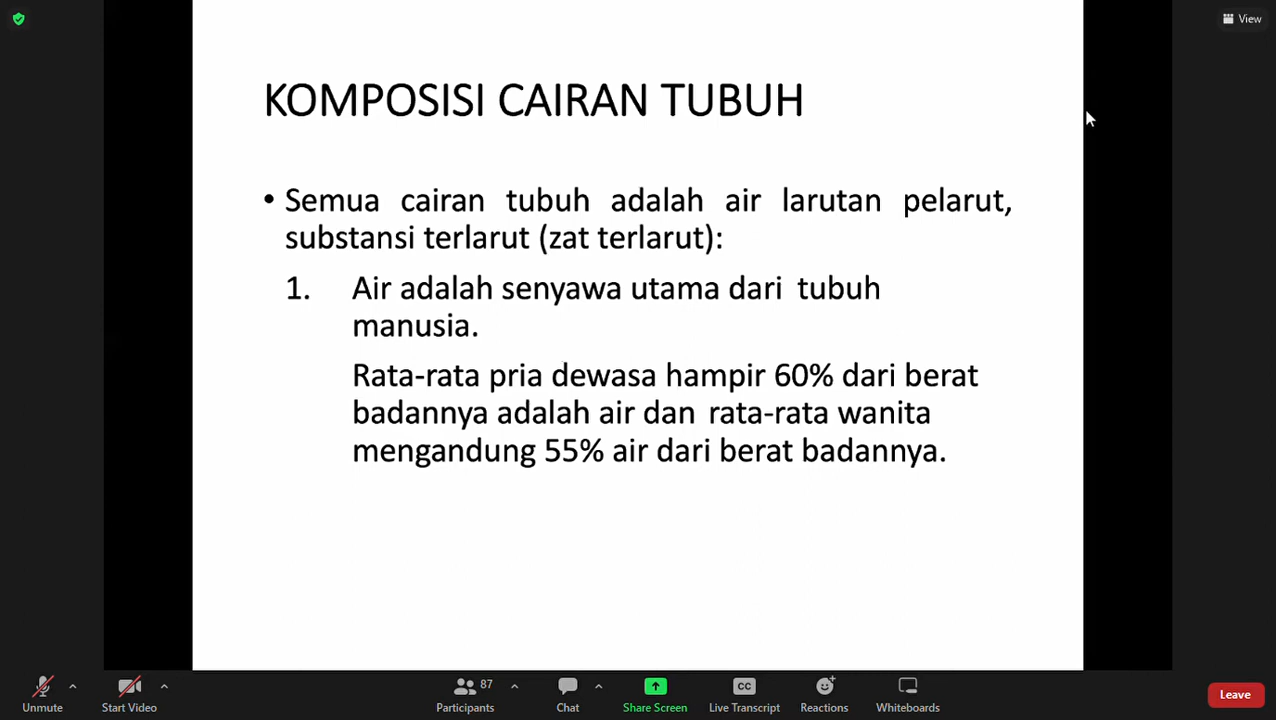 View
KOMPOSISI CAIRAN TUBUH
• Semua cairan tubuh adalah air larutan pelarut,
substansi terlarut (zat terlarut):
1. Air adalah senyawa utama dari tubuh
manusia.
Rata-rata pria dewasa hampir 60% dari berat
badannya adalah air dan rata-rata wanita
mengandung 55% air dari berat badannya.
Unmute
Start Video
87
Participants
Chat
Share Screen
CC
Live Transcript
Reactions
Whiteboards
Leave